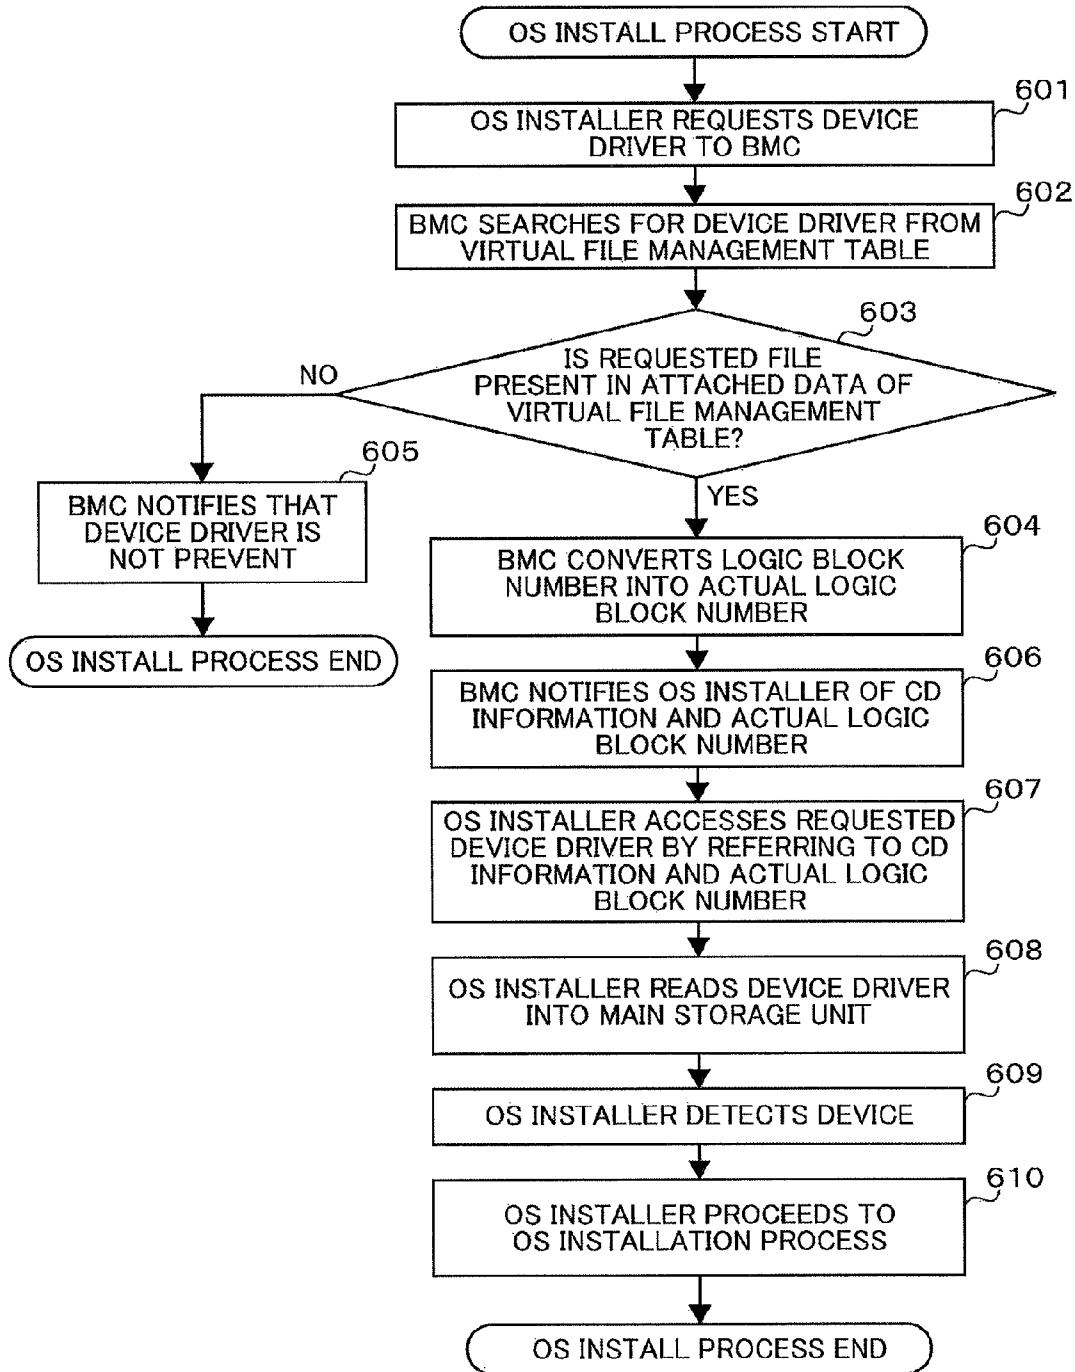 OS INSTALL PROCESS START
601
OS INSTALLER REQUESTS DEVICE
DRIVER TO BMC
602
BMC SEARCHES FOR DEVICE DRIVER FROM
VIRTUAL FILE MANAGEMENT TABLE
603
IS REQUESTED FILE
PRESENT IN ATTACHED DATA OF
VIRTUAL FILE MANAGEMENT
TABLE?
NO
605
BMC NOTIFIES THAT
DEVICE DRIVER IS
NOT PREVENT
OS INSTALL PROCESS END
YES
604
BMC CONVERTS LOGIC BLOCK
NUMBER INTO ACTUAL LOGIC
BLOCK NUMBER
606
BMC NOTIFIES OS INSTALLER OF CD
INFORMATION AND ACTUAL LOGIC
BLOCK NUMBER
607
OS INSTALLER ACCESSES REQUESTED
DEVICE DRIVER BY REFERRING TO CD
INFORMATION AND ACTUAL LOGIC
BLOCK NUMBER
608
OS INSTALLER READS DEVICE DRIVER
INTO MAIN STORAGE UNIT
609
OS INSTALLER DETECTS DEVICE
610
OS INSTALLER PROCEEDS TO
OS INSTALLATION PROCESS
OS INSTALL PROCESS END